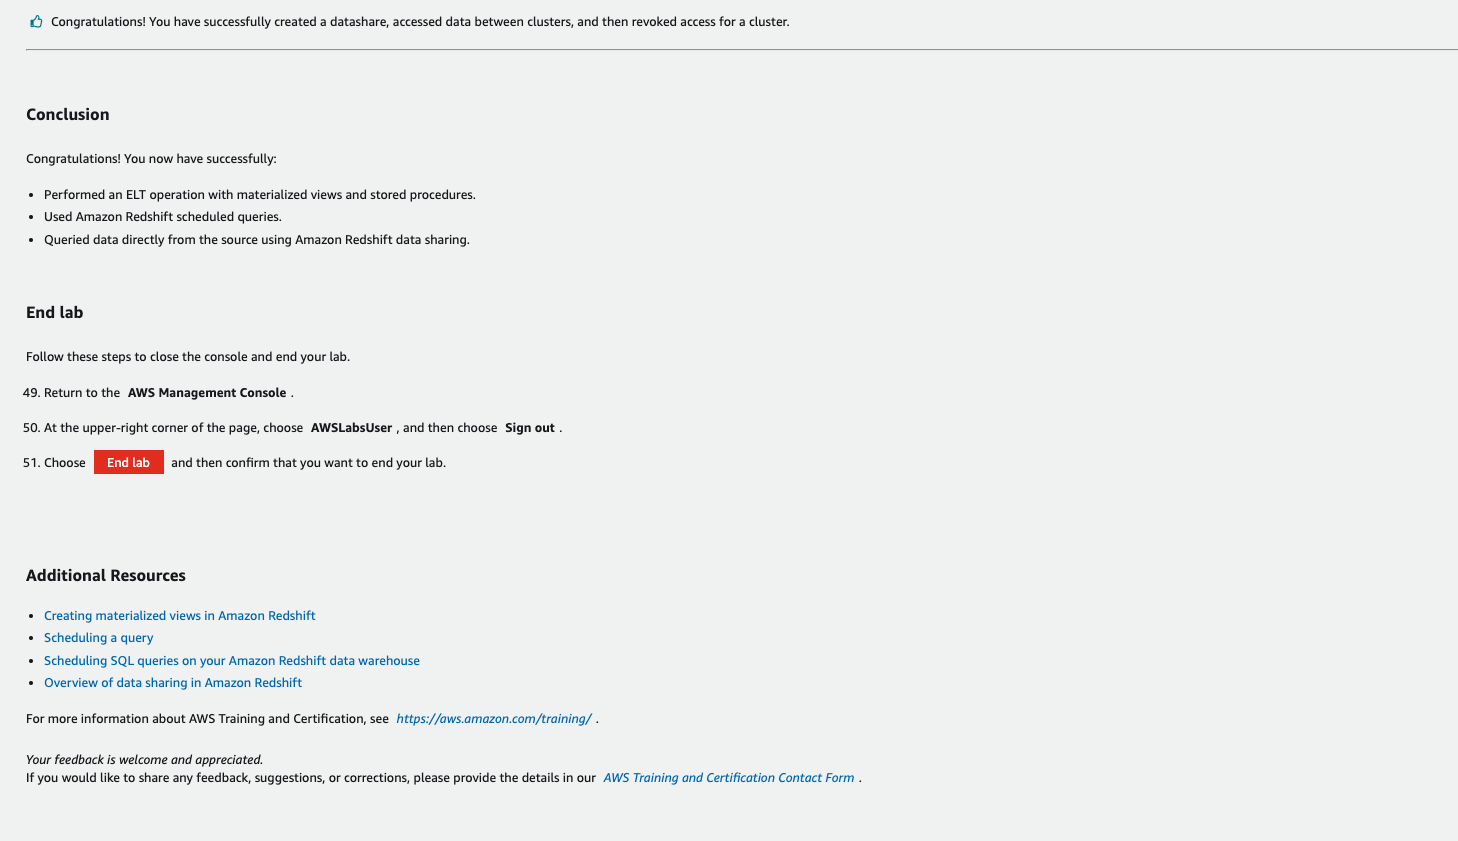 Congratulations! You have successfully created a datashare, accessed data between clusters, and then revoked access for a cluster.
Conclusion
Congratulations! You now have successfully:
• Performed an ELT operation with materialized views and stored procedures.
• Used Amazon Redshift scheduled queries.
• Queried data directly from the source using Amazon Redshift data sharing.
End lab
Follow these steps to close the console and end your lab.
49. Return to the AWS Management Console .
50. At the upper-right corner of the page, choose AWSLabsUser , and then choose Sign out .
51. Choose End lab and then confirm that you want to end your lab.
Additional Resources
• Creating materialized views in Amazon Redshift
• Scheduling a query
• Scheduling SQL queries on your Amazon Redshift data warehouse
• Overview of data sharing in Amazon Redshift
For more information about AWS Training and Certification, see https://aws.amazon.com/training/ .
Your feedback is welcome and appreciated.
If you would like to share any feedback, suggestions, or corrections, please provide the details in our AWS Training and Certification Contact Form .